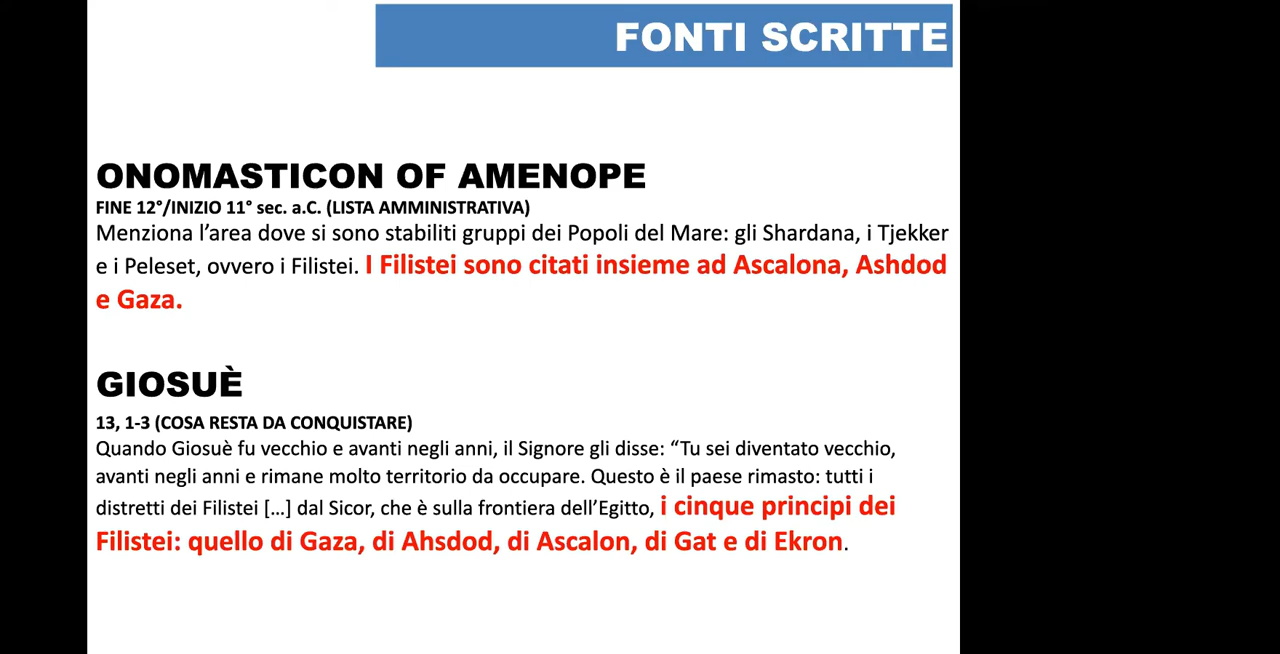 FONTI SCRITTE
ONOMASTICON OF AMENOPE
FINE 12°/INIZIO 11° sec. a.C. (LISTA AMMINISTRATIVA)
Menziona l’area dove si sono stabiliti gruppi dei Popoli del Mare: gli Shardana, i Tjekker
e i Peleset, ovvero i Filistei. I Filistei sono citati insieme ad Ascalona, Ashdod
e Gaza.
GIOSUÈ
13, 1-3 (COSA RESTA DA CONQUISTARE)
Quando Giosuè fu vecchio e avanti negli anni, il Signore gli disse: “Tu sei diventato vecchio,
avanti negli anni e rimane molto territorio da occupare. Questo è il paese rimasto: tutti i
distretti dei Filistei [...] dal Sicor, che è sulla frontiera dell’Egitto, i cinque principi dei
Filistei: quello di Gaza, di Ahsdod, di Ascalon, di Gat e di Ekron.